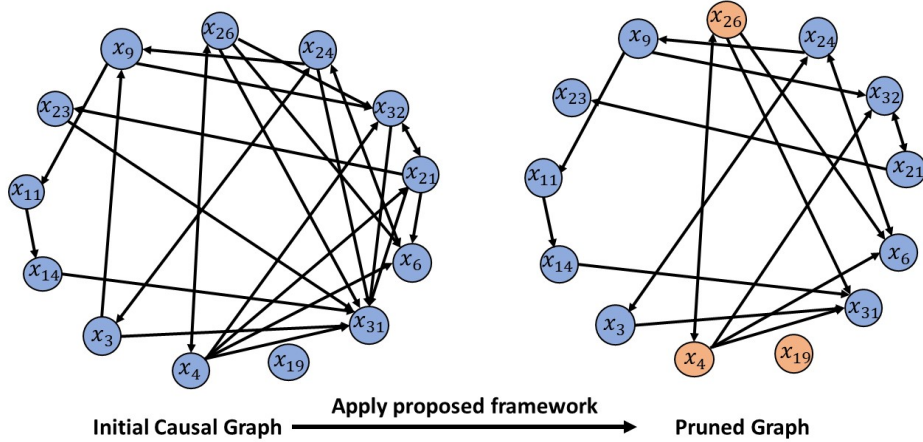 x26
x9
x24
x23
x32
x21
x11
x6
x14
x31
x3
x4
x19
x26
x9
x24
x23
x32
x21
x11
x6
x14
x31
x3
x4
x19
Initial Causal Graph
Apply proposed framework
Pruned Graph